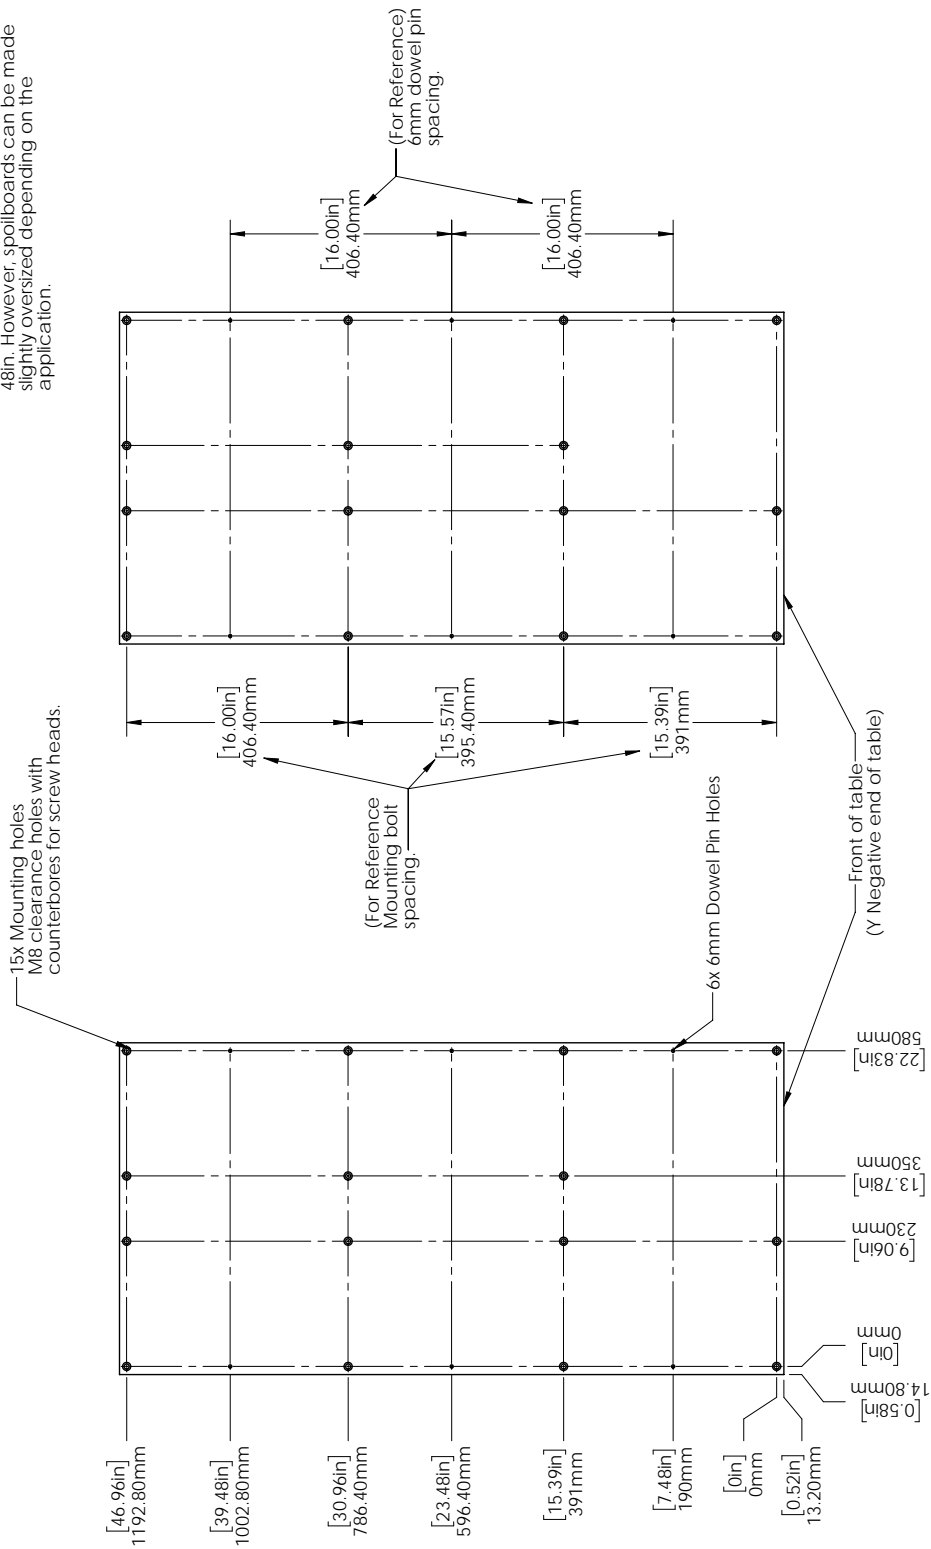 48in. However, spoilboards can be made
slightly oversized depending on the
application.
15x Mounting holes
M8 clearance holes with
counterbores for screw heads.
(For Reference)
6mm dowel pin
spacing.
[16.00in]
406.40mm
[16.00in]
406.40mm
[16.00in]
406.40mm
[15.57in]
395.40mm
[15.39in]
391mm
(For Reference
Mounting bolt
spacing.
6x 6mm Dowel Pin Holes
Front of table
(Y Negative end of table)
[46.96in]
1192.80mm
[39.48in]
1002.80mm
[30.96in]
786.40mm
[23.48in]
596.40mm
[15.39in]
391mm
[7.48in]
190mm
[0in]
0mm
[0.52in]
13.20mm
[0.58in]
14.80mm
[0in]
0mm
[9.06in]
230mm
[13.78in]
350mm
[22.83in]
580mm